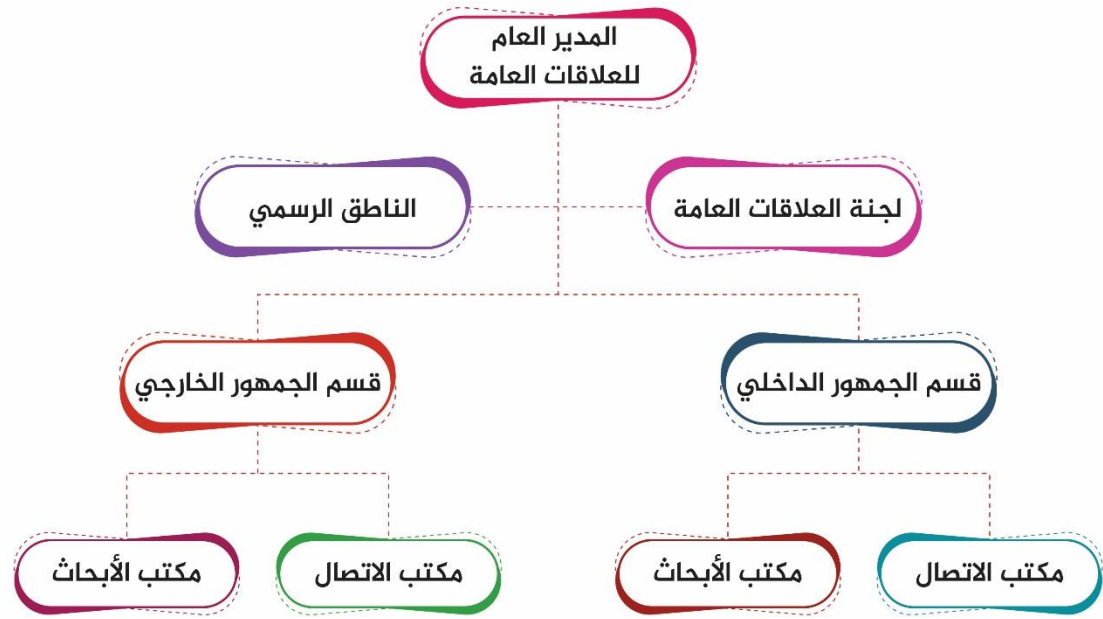 المدير العام
للعلاقات العامة
لجنة العلاقات العامة
الناطق الرسمي
قسم الجمهور الداخلي
قسم الجمهور الخارجي
مكتب الاتصال
مكتب الأبحاث
مكتب الاتصال
مكتب الأبحاث